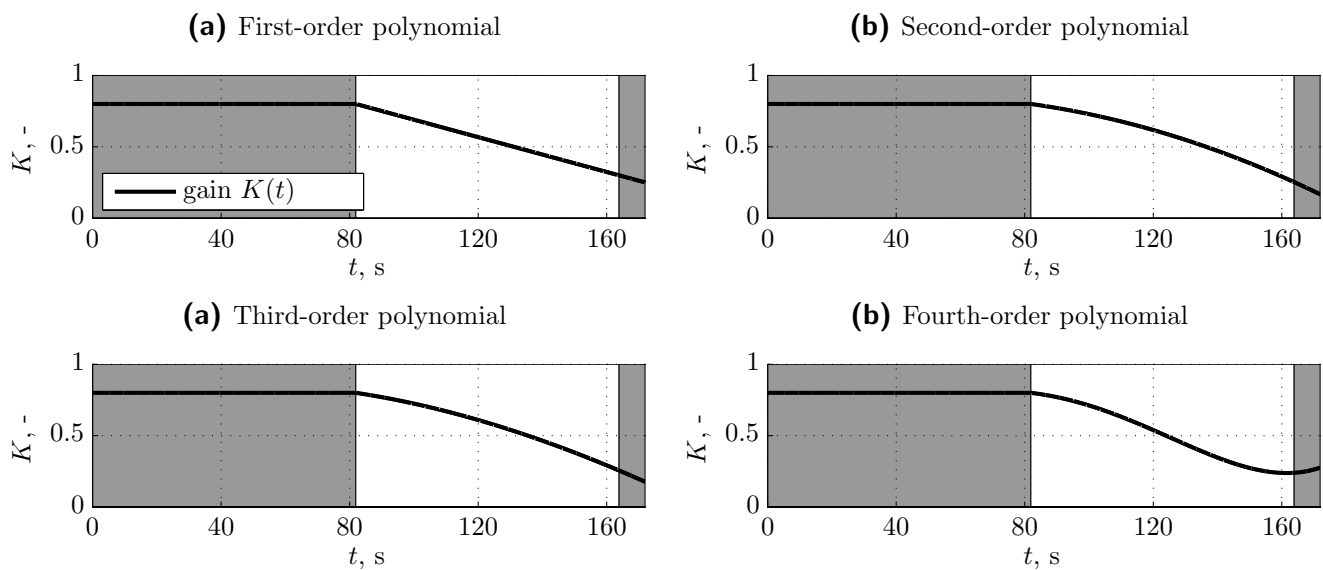 (a) First-order polynomial
1
0.5
0
K, -
gain K(t)
0 40 80 120 160
t, s
(b) Second-order polynomial
1
0.5
0
K, -
0 40 80 120 160
t, s
(a) Third-order polynomial
1
0.5
0
K, -
0 40 80 120 160
t, s
(b) Fourth-order polynomial
1
0.5
0
K, -
0 40 80 120 160
t, s